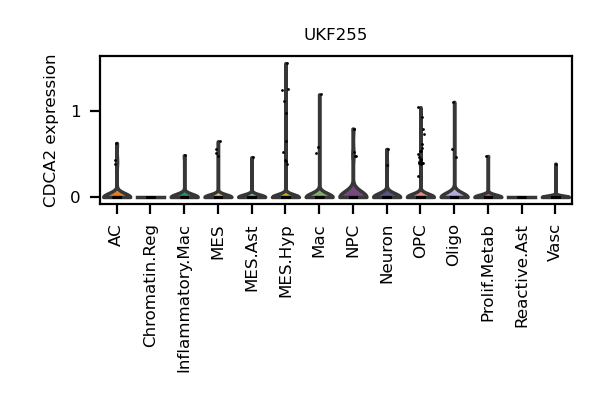 UKF255
CDCA2 expression
1
0
AC
Chromatin.Reg
Inflammatory.Mac
MES
MES.Ast
MES.Hyp
Mac
NPC
Neuron
OPC
Oligo
Prolif.Metab
Reactive.Ast
Vasc